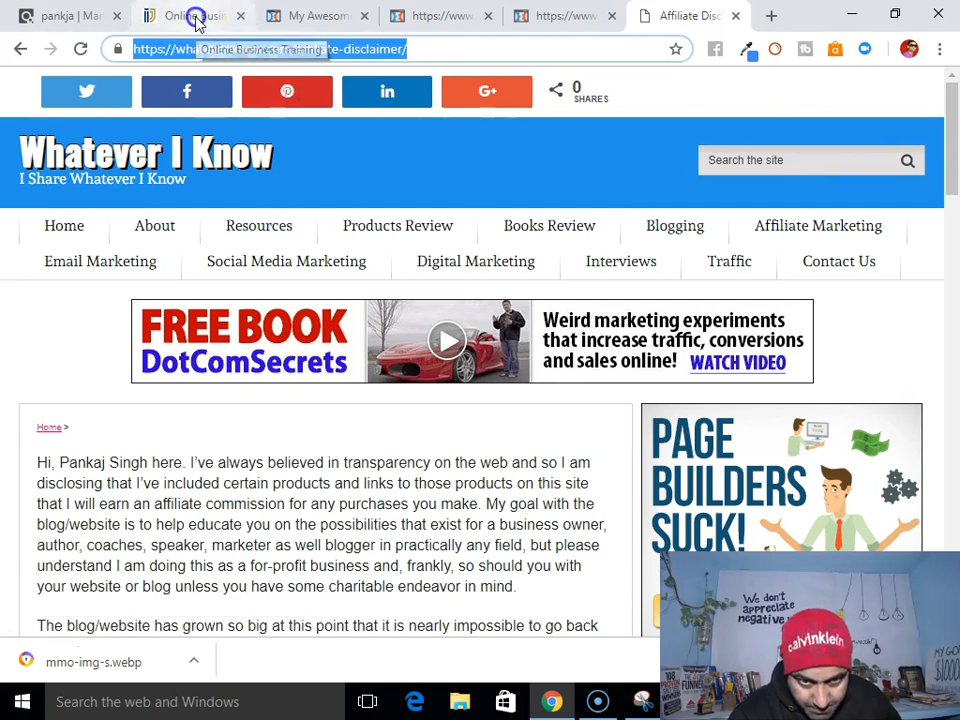 pankja | Man
Online Busin
My Awesom
https://www
https://www
Affiliate Disc
Online Business Training
SHARES
0
Whatever I Know
I Share Whatever I Know
Search the site
Home
About
Resources
Products Review
Books Review
Blogging
Affiliate Marketing
Email Marketing
Social Media Marketing
Digital Marketing
Interviews
Traffic
Contact Us
FREE BOOK
DotComSecrets
Weird marketing experiments
that increase traffic, conversions
and sales online! WATCH VIDEO
Home >
Hi, Pankaj Singh here. I've always believed in transparency on the web and so I am
disclosing that I've included certain products and links to those products on this site
that I will earn an affiliate commission for any purchases you make. My goal with the
blog/website is to help educate you on the possibilities that exist for a business owner,
author, coaches, speaker, marketer as well blogger in practically any field, but please
understand I am doing this as a for-profit business and, frankly, so should you with
your website or blog unless you have some charitable endeavor in mind.
The blog/website has grown so big at this point that it is nearly impossible to go back
PAGE
BUILDERS
SUCK!
We don't
appreciate
negative
calvinklein
mmo-img-s.webp
Search the web and Windows